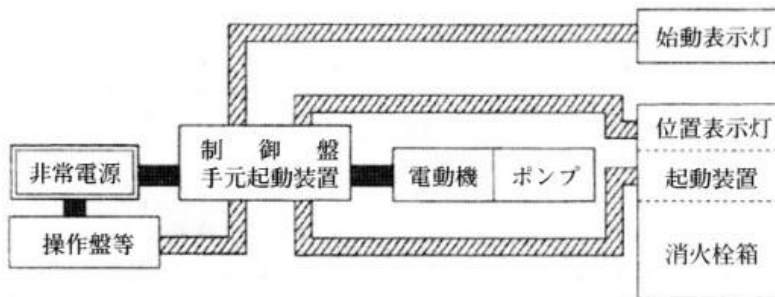 始動表示灯
位置表示灯
制御盤
手元起動装置
非常電源
電動機
ポンプ
起動装置
操作盤等
消火栓箱